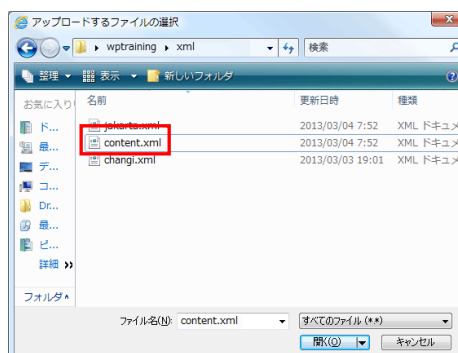 アップロードするファイルの選択
wptraining ▸ xml
検索
整理 表示 新しいフォルダ
お気に入り
名前 更新日時 種類
jakarta.xml 2013/03/04 7:52 XML ドキュメ
content.xml 2013/03/04 7:52 XML ドキュメ
changi.xml 2013/03/03 19:01 XML ドキュメ
ド...
最...
デ...
コ...
Dr...
最...
ピ...
詳細 »
フォルダ
ファイル名(N): content.xml すべてのファイル (*.*)
開く(O) キャンセル